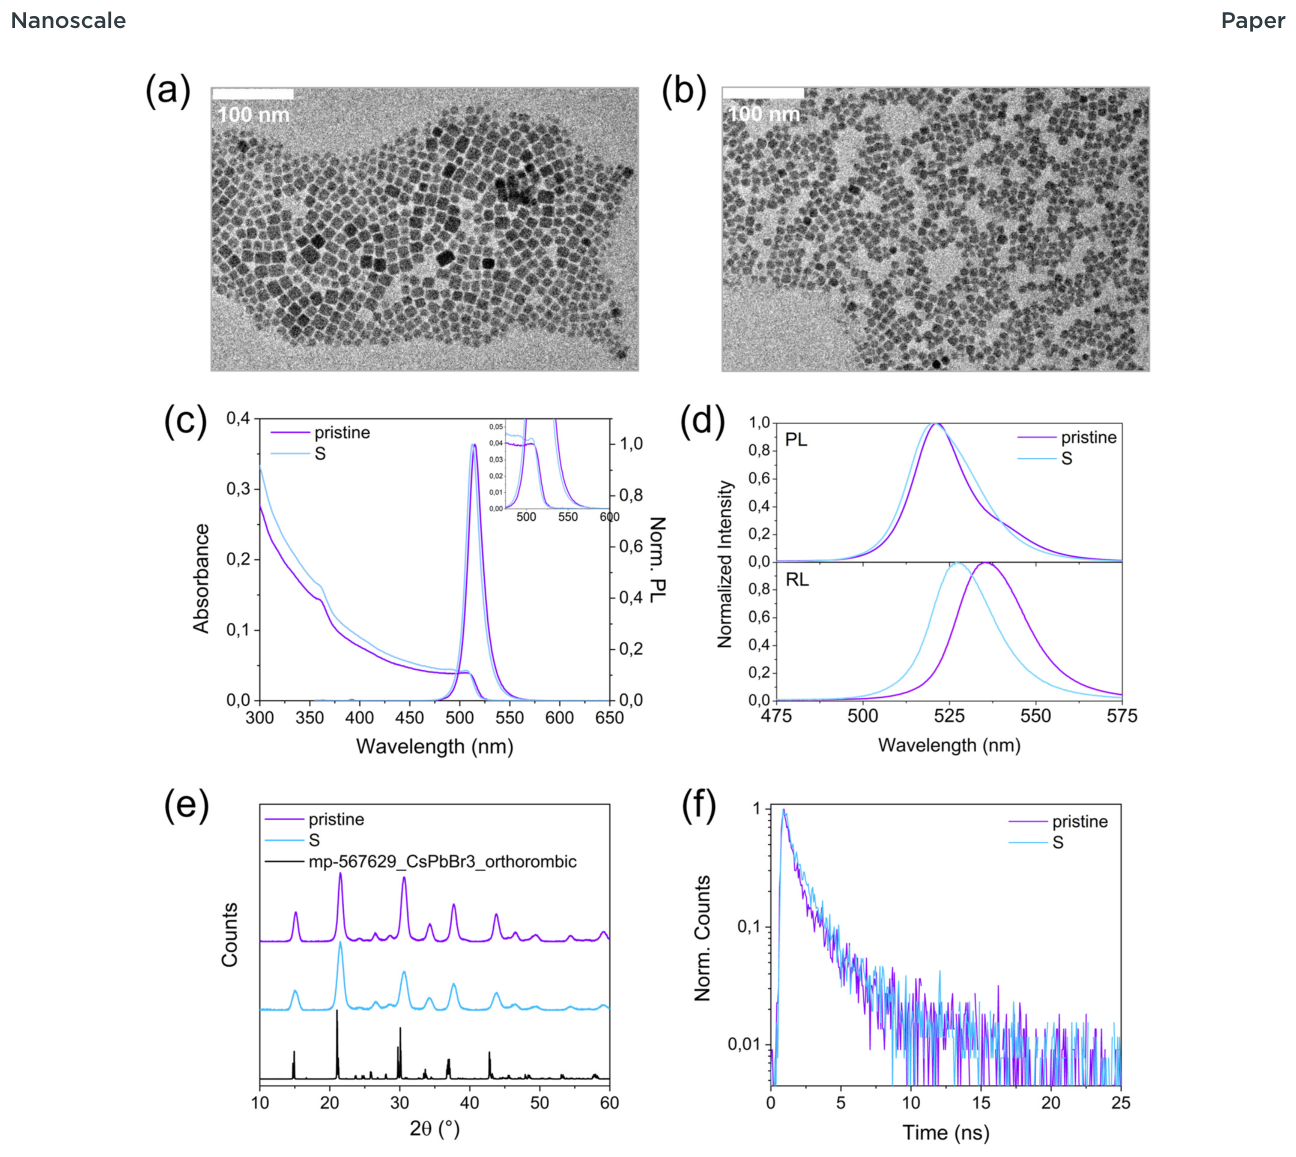 Nanoscale
Paper
(a)
100 nm
(b)
100 nm
(c)
0,4
0,3
0,2
0,1
0,0
Absorbance
pristine
S
0,05
0,04
0,03
0,02
0,01
0,00
500 550 600
1,0
0,8
0,6
0,4
0,2
0,0
Norm. PL
300 350 400 450 500 550 600 650
Wavelength (nm)
(d)
Normalized Intensity
1,0
0,8
0,6
0,4
0,2
0,0
PL
pristine
S
0,8
0,6
0,4
0,2
0,0
RL
475 500 525 550 575
Wavelength (nm)
(e)
Counts
pristine
S
mp-567629_CsPbBr3_orthorombic
10 20 30 40 50 60
2θ (°)
(f)
Norm. Counts
1
0,1
0,01
pristine
S
0 5 10 15 20 25
Time (ns)